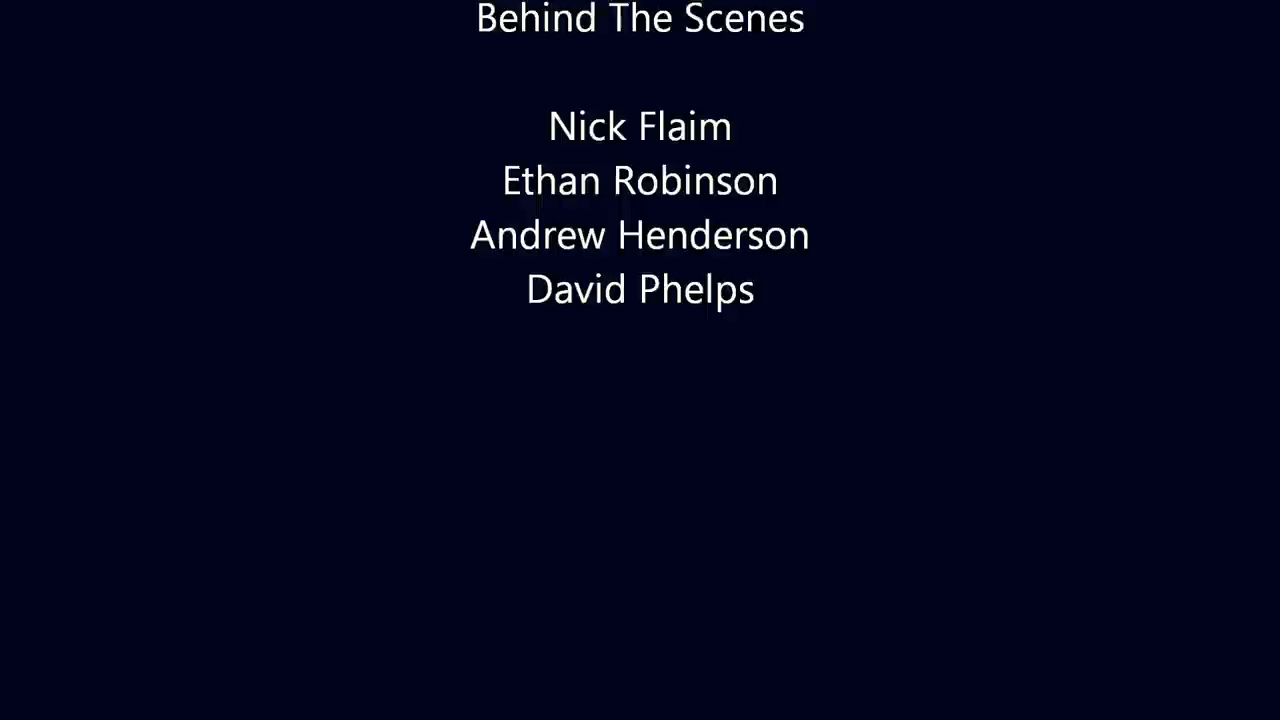 Behind The Scenes
Nick Flaim
Ethan Robinson
Andrew Henderson
David Phelps